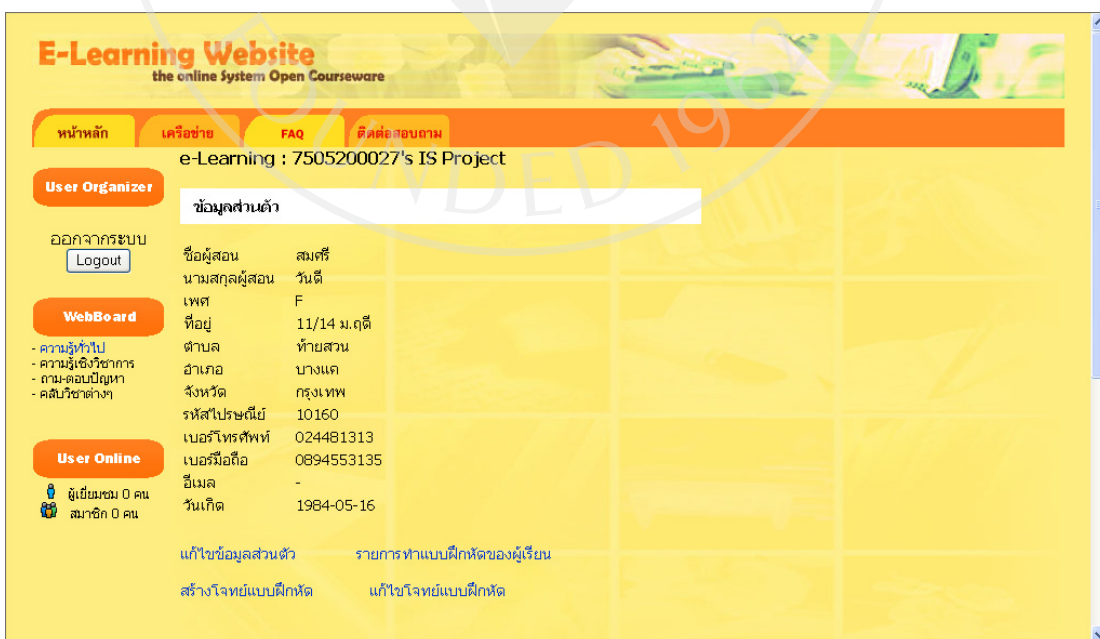 E-Learning Website
the online System Open Courseware
หน้าหลัก เครือข่าย FAQ ติดต่อสอบถาม
e-Learning : 7505200027's IS Project
User Organizer
ข้อมูลส่วนตัว
ออกจากระบบ
Logout
ชื่อผู้สอน สมศรี
นามสกุลผู้สอน วันดี
เพศ F
ที่อยู่ 11/14 ม.ฤดี
ตำบล ท้ายสวน
อำเภอ บางแค
จังหวัด กรุงเทพ
รหัสไปรษณีย์ 10160
เบอร์โทรศัพท์ 024481313
เบอร์มือถือ 0894553135
อีเมล -
วันเกิด 1984-05-16
WebBoard
- ความรู้ทั่วไป
- ความรู้เชิงวิชาการ
- ถาม-ตอบปัญหา
- คลับวิชาต่างๆ
User Online
ผู้เยี่ยมชม 0 คน
สมาชิก 0 คน
แก้ไขข้อมูลส่วนตัว รายการทำแบบฝึกหัดของผู้เรียน
สร้างโจทย์แบบฝึกหัด แก้ไขโจทย์แบบฝึกหัด